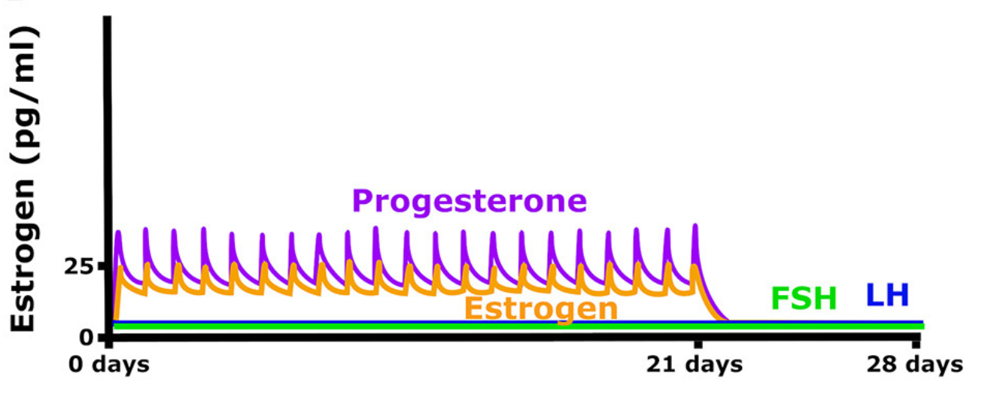 Estrogen (pg/ml)
Progesterone
25
Estrogen
FSH
LH
0
0 days
21 days
28 days